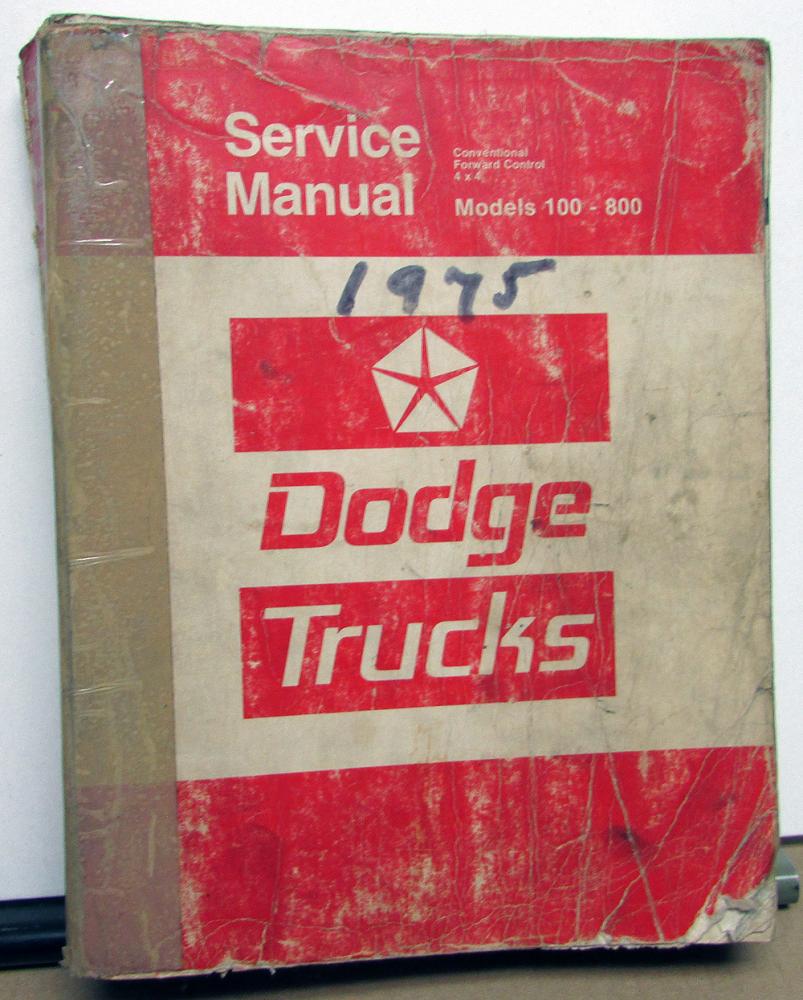 Service
Manual
Conventional
Forward Control
4 x 4
Models 100 - 800
1975
Dodge
Trucks